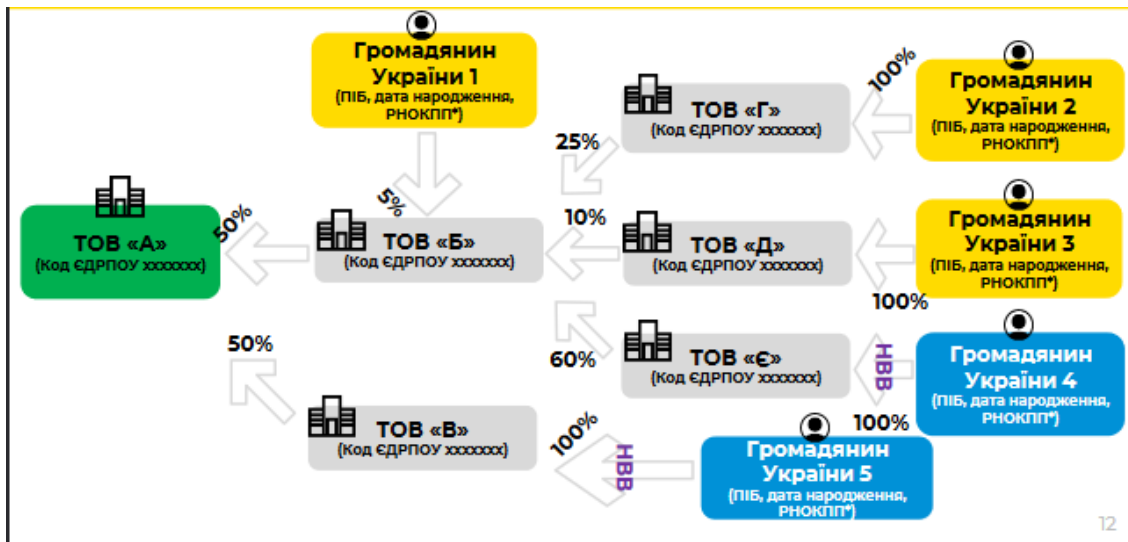 Громадянин
України 1
(ПІБ, дата народження,
РНОКПП*)
ТОВ «Г»
(Код ЄДРПОУ xxxxxxx)
100%
Громадянин
України 2
(ПІБ, дата народження,
РНОКПП*)
25%
5%
ТОВ «А»
(Код ЄДРПОУ xxxxxxx)
50%
ТОВ «Б»
(Код ЄДРПОУ xxxxxxx)
10%
ТОВ «Д»
(Код ЄДРПОУ xxxxxxx)
Громадянин
України 3
(ПІБ, дата народження,
РНОКПП*)
100%
50%
60%
ТОВ «Є»
(Код ЄДРПОУ xxxxxxx)
НВВ
Громадянин
України 4
(ПІБ, дата народження,
РНОКПП*)
100%
ТОВ «В»
(Код ЄДРПОУ xxxxxxx)
100%
НВВ
Громадянин
України 5
(ПІБ, дата народження,
РНОКПП*)
12